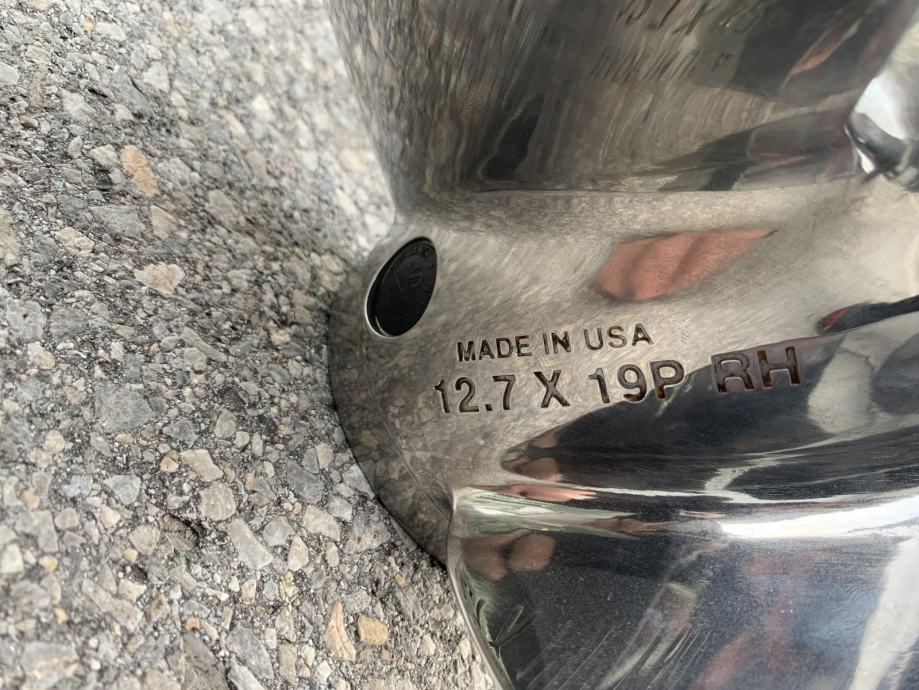 MADE IN USA
12.7 X 19P RH